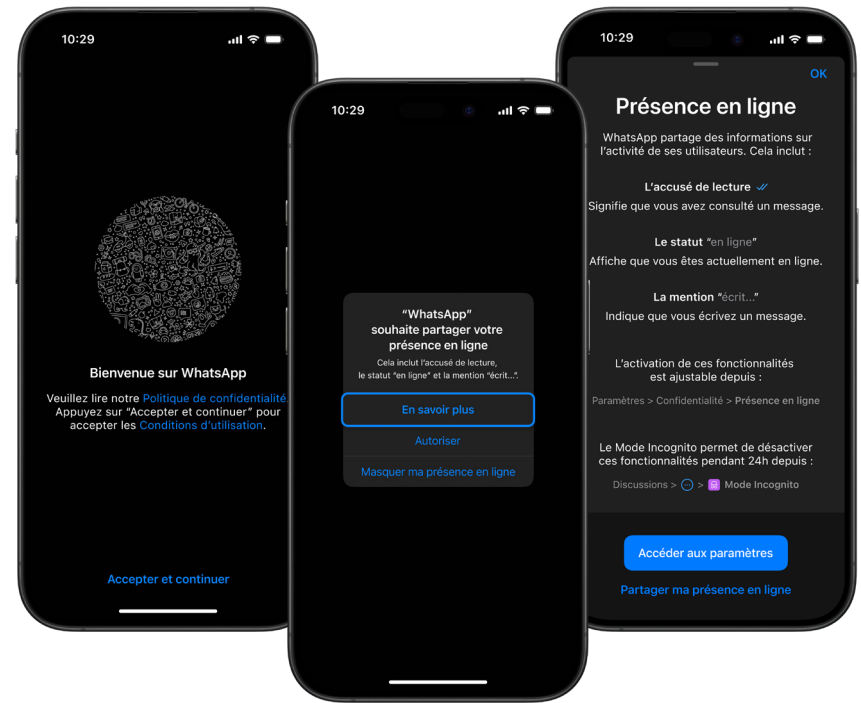 10:29
Bienvenue sur WhatsApp
Veuillez lire notre Politique de confidentialité.
Appuyez sur “Accepter et continuer” pour
accepter les Conditions d’utilisation.
Accepter et continuer
10:29
“WhatsApp”
souhaite partager votre
présence en ligne
Cela inclut l’accusé de lecture,
le statut “en ligne” et la mention “écrit...”.
En savoir plus
Autoriser
Masquer ma présence en ligne
10:29
OK
Présence en ligne
WhatsApp partage des informations sur
l’activité de ses utilisateurs. Cela inclut :
L’accusé de lecture
Signifie que vous avez consulté un message.
Le statut “en ligne”
Affiche que vous êtes actuellement en ligne.
La mention “écrit...”
Indique que vous écrivez un message.
L’activation de ces fonctionnalités
est ajustable depuis :
Paramètres > Confidentialité > Présence en ligne
Le Mode Incognito permet de désactiver
ces fonctionnalités pendant 24h depuis :
Discussions > > Mode Incognito
Accéder aux paramètres
Partager ma présence en ligne